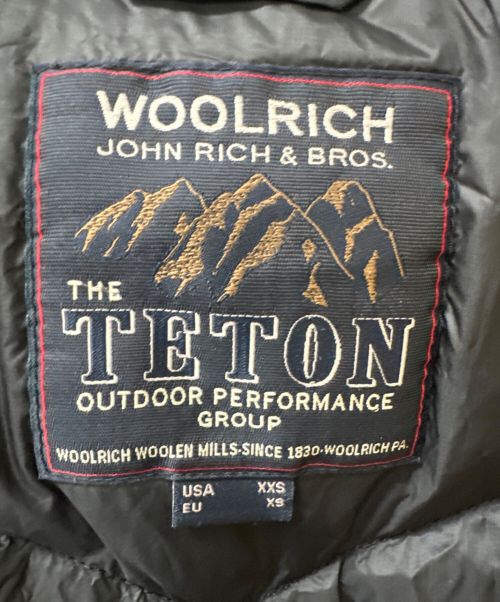 WOOLRICH
JOHN RICH & BROS.
THE
TETON
OUTDOOR PERFORMANCE
GROUP
WOOLRICH WOOLEN MILLS·SINCE 1830·WOOLRICH PA.
USA XXS
EU XS